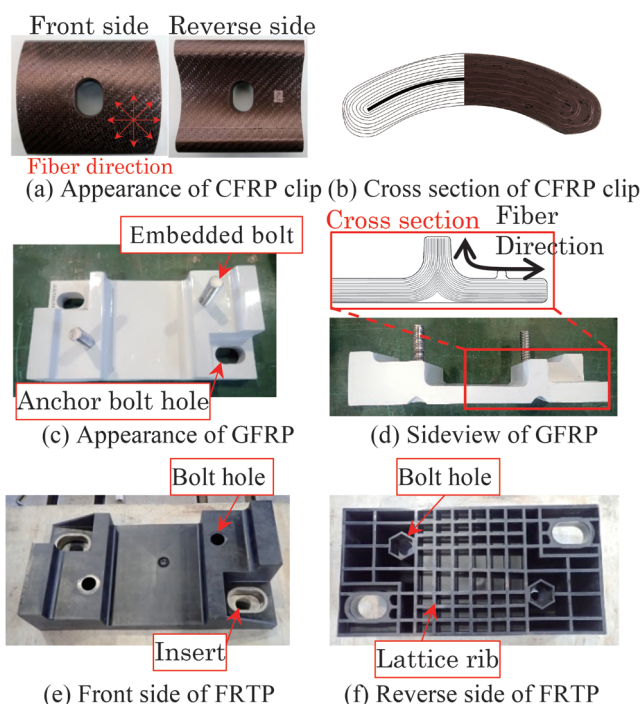 Front side
Reverse side
Fiber direction
(a) Appearance of CFRP clip
(b) Cross section of CFRP clip
Embedded bolt
Anchor bolt hole
(c) Appearance of GFRP
Cross section
Fiber
Direction
(d) Sideview of GFRP
Bolt hole
Insert
(e) Front side of FRTP
Bolt hole
Lattice rib
(f) Reverse side of FRTP